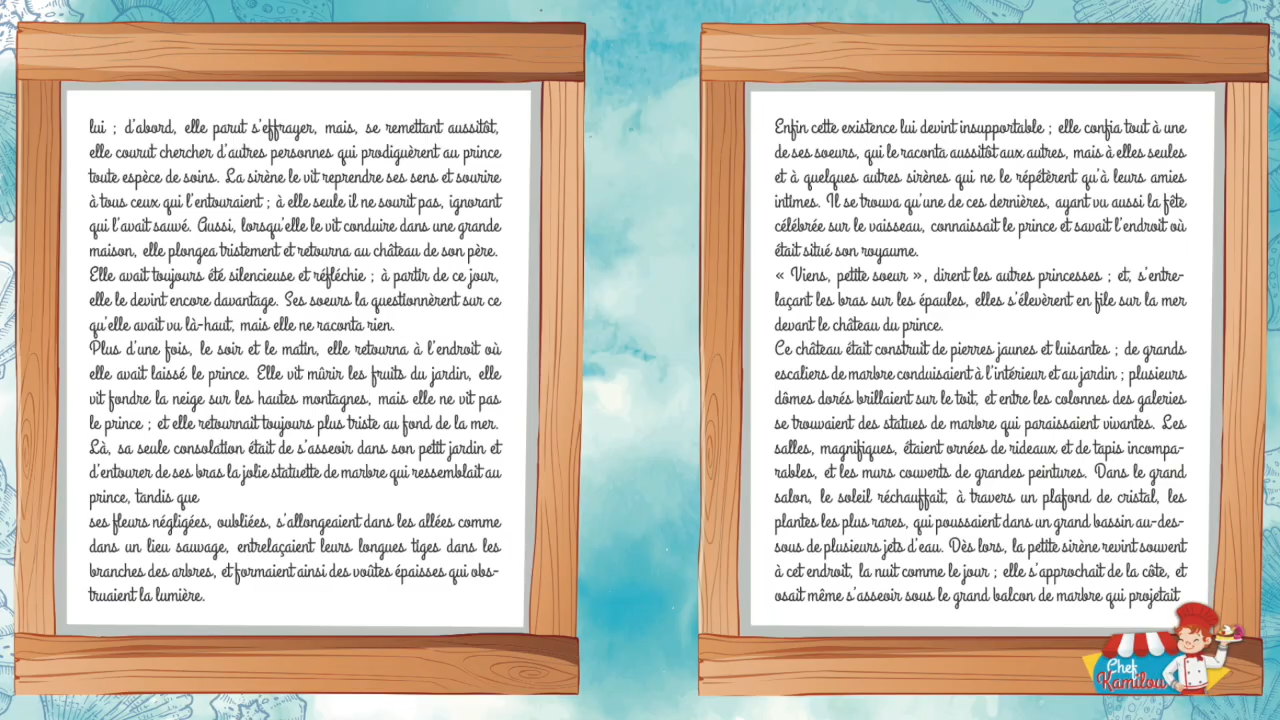 lui ; d'abord, elle parut s'effrayer, mais, se remettant aussitôt,
elle courut chercher d'autres personnes qui prodiguèrent au prince
toute espèce de soins. La sirène le vit reprendre ses sens et sourire
à tous ceux qui l'entouraient ; à elle seule il ne sourit pas, ignorant
qui l'avait sauvé. Aussi, lorsqu'elle le vit conduire dans une grande
maison, elle plongea tristement et retourna au château de son père.
Elle avait toujours été silencieuse et réfléchie ; à partir de ce jour,
elle le devint encore davantage. Ses soeurs la questionnèrent sur ce
qu'elle avait vu là-haut, mais elle ne raconta rien.
Plus d'une fois, le soir et le matin, elle retourna à l'endroit où
elle avait laissé le prince. Elle vit mûrir les fruits du jardin, elle
vit fondre la neige sur les hautes montagnes, mais elle ne vit pas
le prince ; et elle retournait toujours plus triste au fond de la mer.
Là, sa seule consolation était de s'asseoir dans son petit jardin et
d'entourer de ses bras la jolie statuette de marbre qui ressemblait au
prince, tandis que
ses fleurs négligées, oubliées, s'allongeaient dans les allées comme
dans un lieu sauvage, entrelaçaient leurs longues tiges dans les
branches des arbres, et formaient ainsi des voûtes épaisses qui obs-
truaient la lumière.
Enfin cette existence lui devint insupportable ; elle confia tout à une
de ses soeurs, qui le raconta aussitôt aux autres, mais à elles seules
et à quelques autres sirènes qui ne le répétèrent qu'à leurs amies
intimes. Il se trouva qu'une de ces dernières, ayant vu aussi la fête
célébrée sur le vaisseau, connaissait le prince et savait l'endroit où
était situé son royaume.
« Viens, petite soeur », dirent les autres princesses ; et, s'entre-
laçant les bras sur les épaules, elles s'élevèrent en file sur la mer
devant le château du prince.
Ce château était construit de pierres jaunes et luisantes ; de grands
escaliers de marbre conduisaient à l'intérieur et au jardin ; plusieurs
dômes dorés brillaient sur le toit, et entre les colonnes des galeries
se trouvaient des statues de marbre qui paraissaient vivantes. Les
salles, magnifiques, étaient ornées de rideaux et de tapis incompa-
rables, et les murs couverts de grandes peintures. Dans le grand
salon, le soleil réchauffait, à travers un plafond de cristal, les
plantes les plus rares, qui poussaient dans un grand bassin au-des-
sous de plusieurs jets d'eau. Dès lors, la petite sirène revint souvent
à cet endroit, la nuit comme le jour ; elle s'approchait de la côte, et
osait même s'asseoir sous le grand balcon de marbre qui projetait
Chef
Kamilou